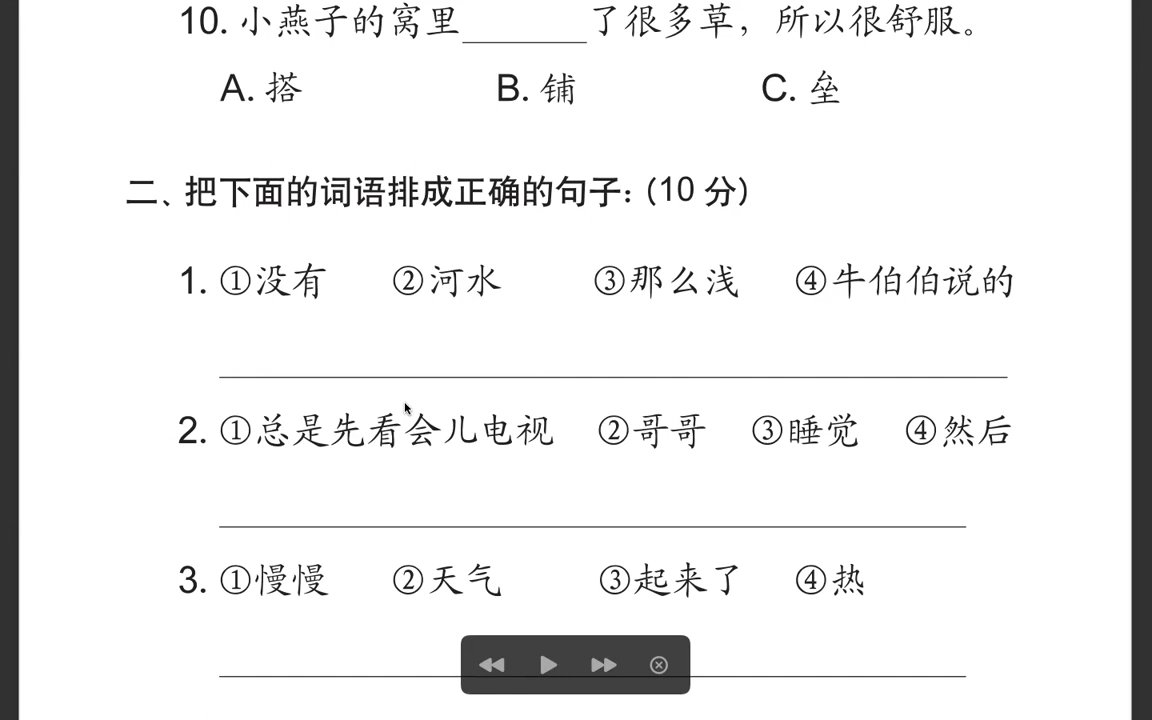 10. 小燕子的窝里______了很多草，所以很舒服。
A. 搭 B. 铺 C. 垒
二、把下面的词语排成正确的句子：(10 分)
1. ①没有 ②河水 ③那么浅 ④牛伯伯说的
2. ①总是先看会儿电视 ②哥哥 ③睡觉 ④然后
3. ①慢慢 ②天气 ③起来了 ④热